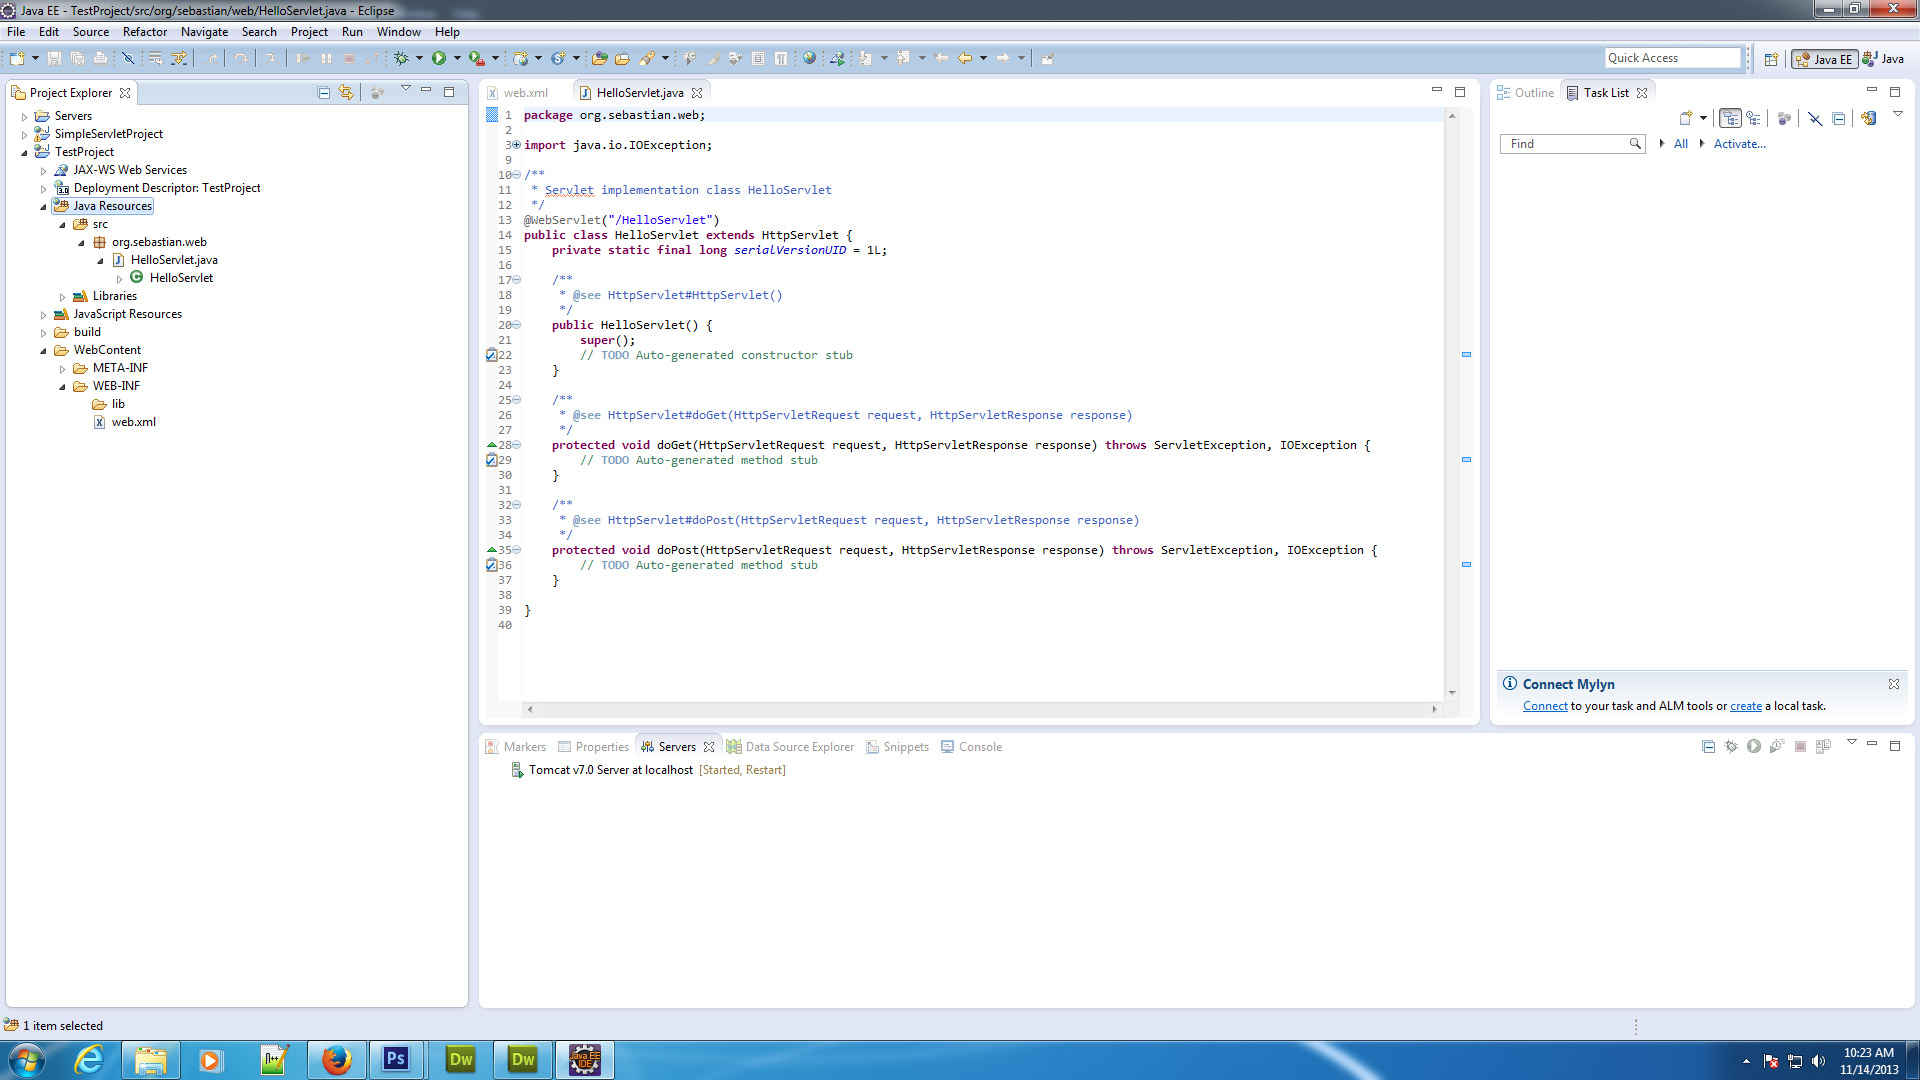 Java EE - TestProject/src/org/sebastian/web/HelloServlet.java - Eclipse
File Edit Source Refactor Navigate Search Project Run Window Help
Quick Access
Java EE
Java
Project Explorer
Servers
SimpleServletProject
TestProject
JAX-WS Web Services
Deployment Descriptor: TestProject
Java Resources
src
org.sebastian.web
HelloServlet.java
HelloServlet
Libraries
JavaScript Resources
build
WebContent
META-INF
WEB-INF
lib
web.xml
web.xml
HelloServlet.java
1 package org.sebastian.web;
2
3 import java.io.IOException;
9
10 /**
11  * Servlet implementation class HelloServlet
12  */
13 @WebServlet("/HelloServlet")
14 public class HelloServlet extends HttpServlet {
15     private static final long serialVersionUID = 1L;
16
17     /**
18      * @see HttpServlet#HttpServlet()
19      */
20     public HelloServlet() {
21         super();
22         // TODO Auto-generated constructor stub
23     }
24
25     /**
26      * @see HttpServlet#doGet(HttpServletRequest request, HttpServletResponse response)
27      */
28     protected void doGet(HttpServletRequest request, HttpServletResponse response) throws ServletException, IOException {
29         // TODO Auto-generated method stub
30     }
31
32     /**
33      * @see HttpServlet#doPost(HttpServletRequest request, HttpServletResponse response)
34      */
35     protected void doPost(HttpServletRequest request, HttpServletResponse response) throws ServletException, IOException {
36         // TODO Auto-generated method stub
37     }
38
39 }
40
Outline
Task List
Find
All
Activate...
Connect Mylyn
Connect to your task and ALM tools or create a local task.
Markers
Properties
Servers
Data Source Explorer
Snippets
Console
Tomcat v7.0 Server at localhost [Started, Restart]
1 item selected
Ps
Dw
Dw
Java EE
IDE
10:23 AM
11/14/2013